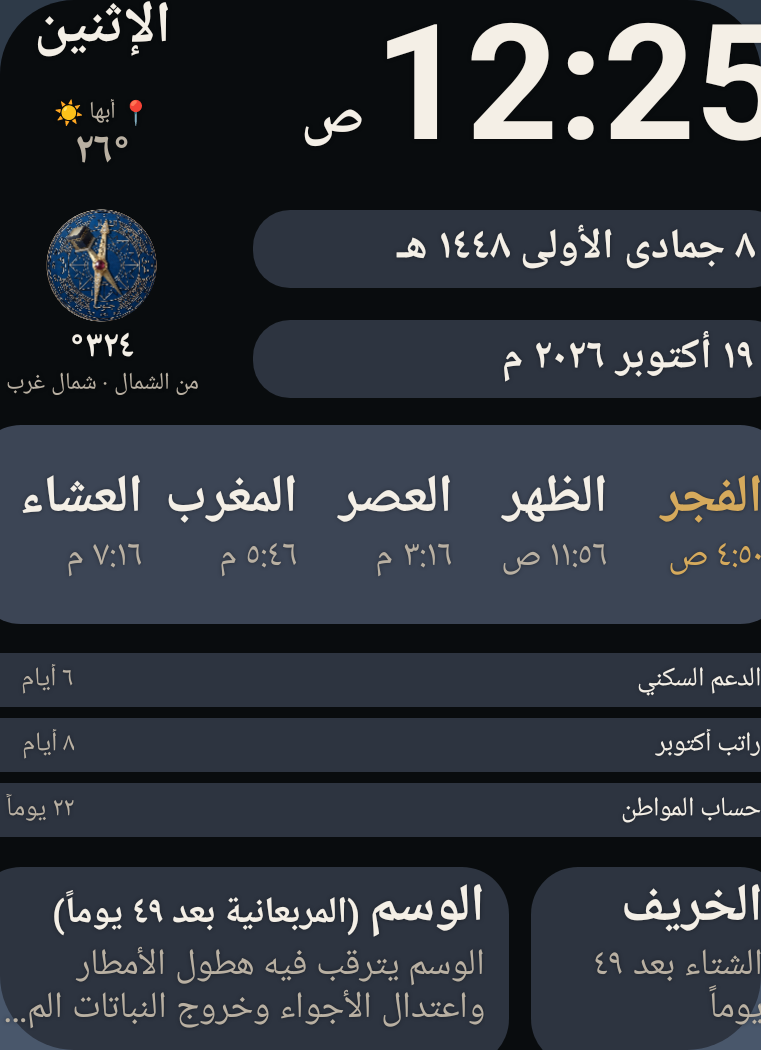 12:25 ص
الإثنين
📍 أبها ☀️
٢٦°
٨ جمادى الأولى ١٤٤٨ هـ
١٩ أكتوبر ٢٠٢٦ م
٣٢٤°
من الشمال · شمال غرب
الفجر الظهر العصر المغرب العشاء
٤:٥٠ ص ١١:٥٦ ص ٣:١٦ م ٥:٤٦ م ٧:١٦ م
الدعم السكني ٦ أيام
راتب أكتوبر ٨ أيام
حساب المواطن ٢٢ يوماً
الخريف
الشتاء بعد ٤٩
يوماً
الوسم (المربعانية بعد ٤٩ يوماً)
الوسم يترقب فيه هطول الأمطار
واعتدال الأجواء وخروج النباتات الم...